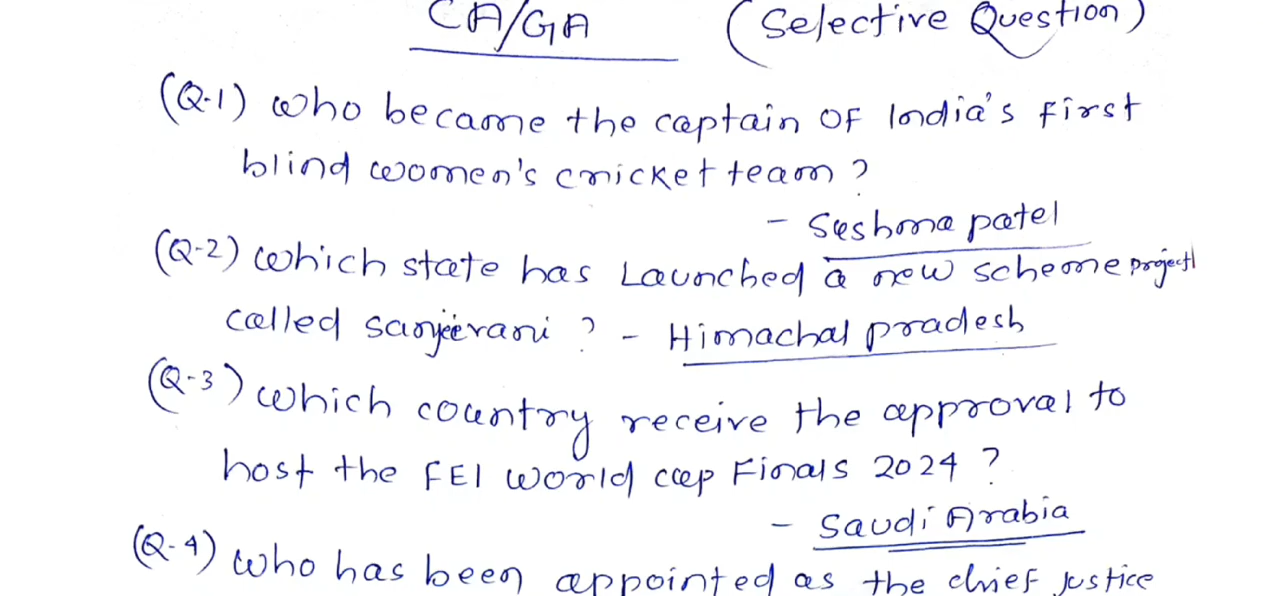 CA/GA (Selective Question)
(Q-1) who became the captain of India's first
blind women's cricket team?
- Sushma patel
(Q-2) which state has Launched a new scheme project
called sanjeevani? - Himachal pradesh
(Q-3) which country receive the approval to
host the FEI world cup Finals 2024?
- Saudi Arabia
(Q-4) who has been appointed as the chief Justice